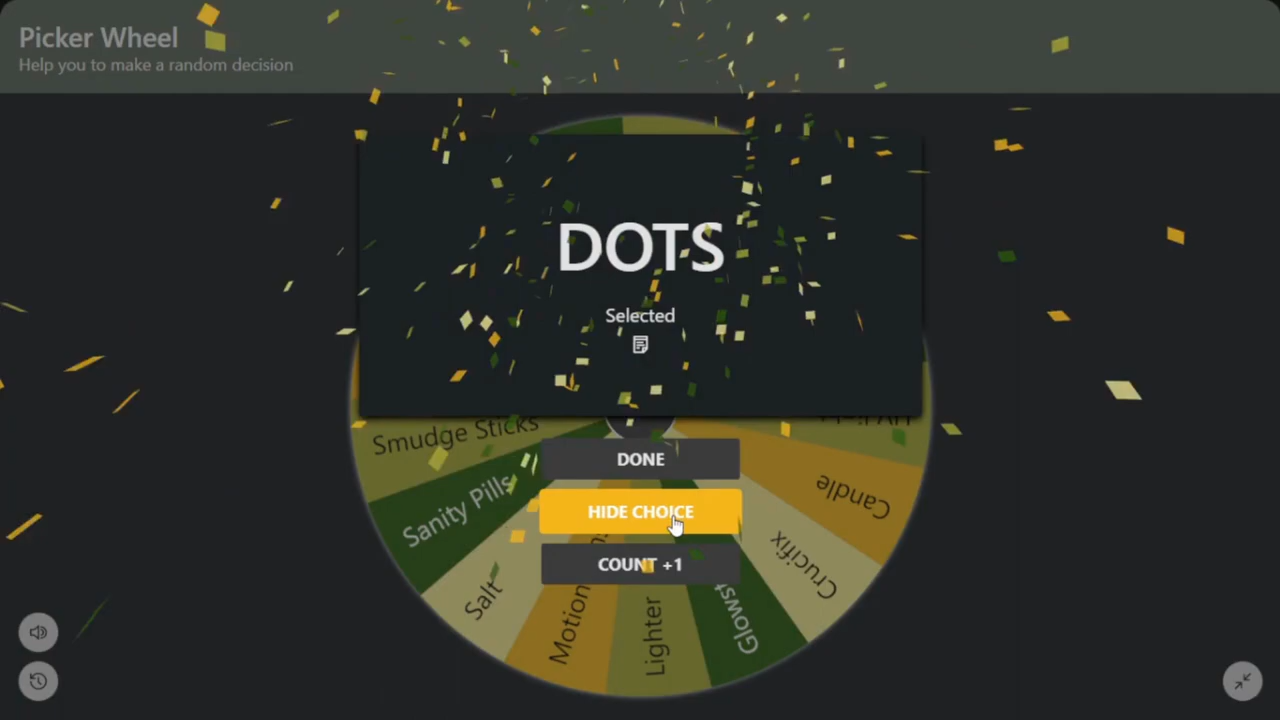 Picker Wheel
Help you to make a random decision
DOTS
Selected
Smudge Sticks
DONE
Sanity Pills
HIDE CHOICE
Candle
Crucifix
COUNT +1
Salt
Motion
Lighter